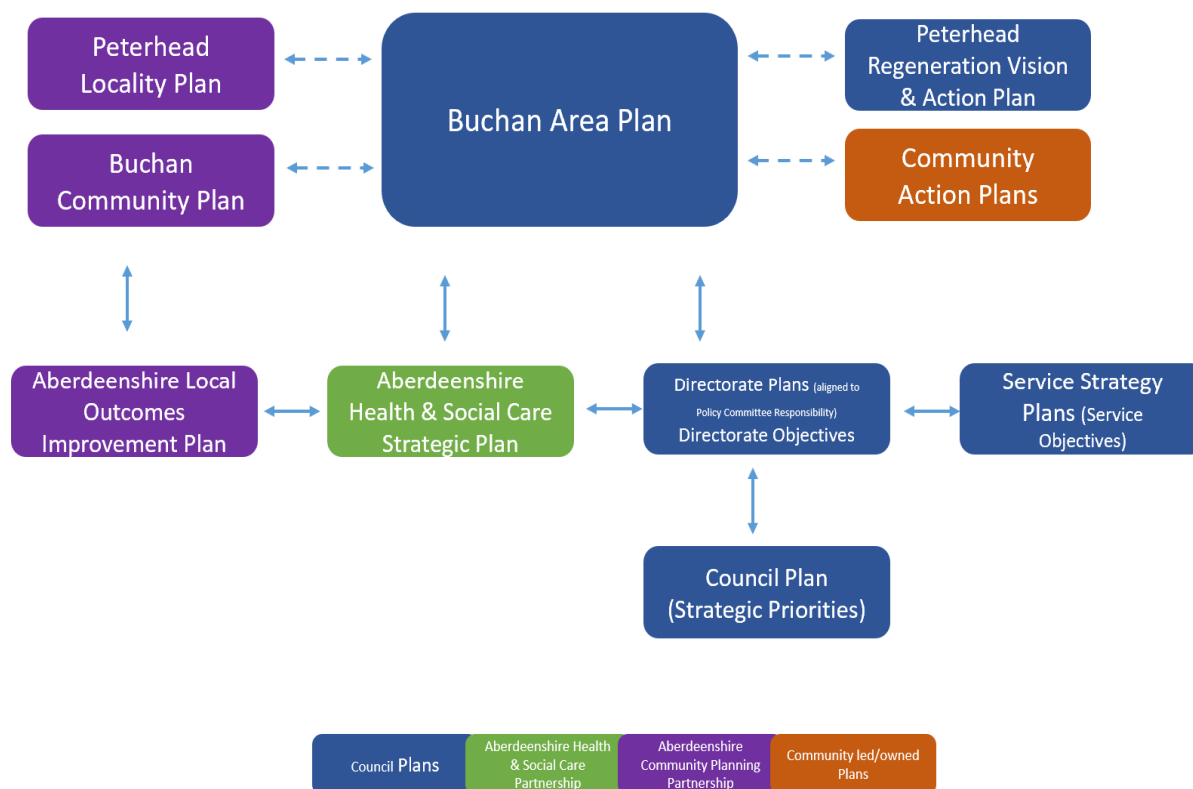 Peterhead
Locality Plan
Buchan Area Plan
Peterhead
Regeneration Vision
& Action Plan
Buchan
Community Plan
Community
Action Plans
Aberdeenshire Local
Outcomes
Improvement Plan
Aberdeenshire
Health & Social Care
Strategic Plan
Directorate Plans (aligned to
Policy Committee Responsibility)
Directorate Objectives
Service Strategy
Plans (Service
Objectives)
Council Plan
(Strategic Priorities)
Council Plans
Aberdeenshire Health
& Social Care
Partnership
Aberdeenshire
Community Planning
Partnership
Community led/owned
Plans